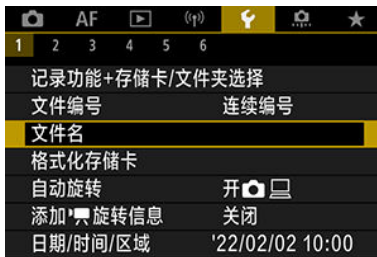 AF
1 2 3 4 5 6
记录功能+存储卡/文件夹选择
文件编号 连续编号
文件名
格式化存储卡
自动旋转 开
添加旋转信息 关闭
日期/时间/区域 '22/02/02 10:00